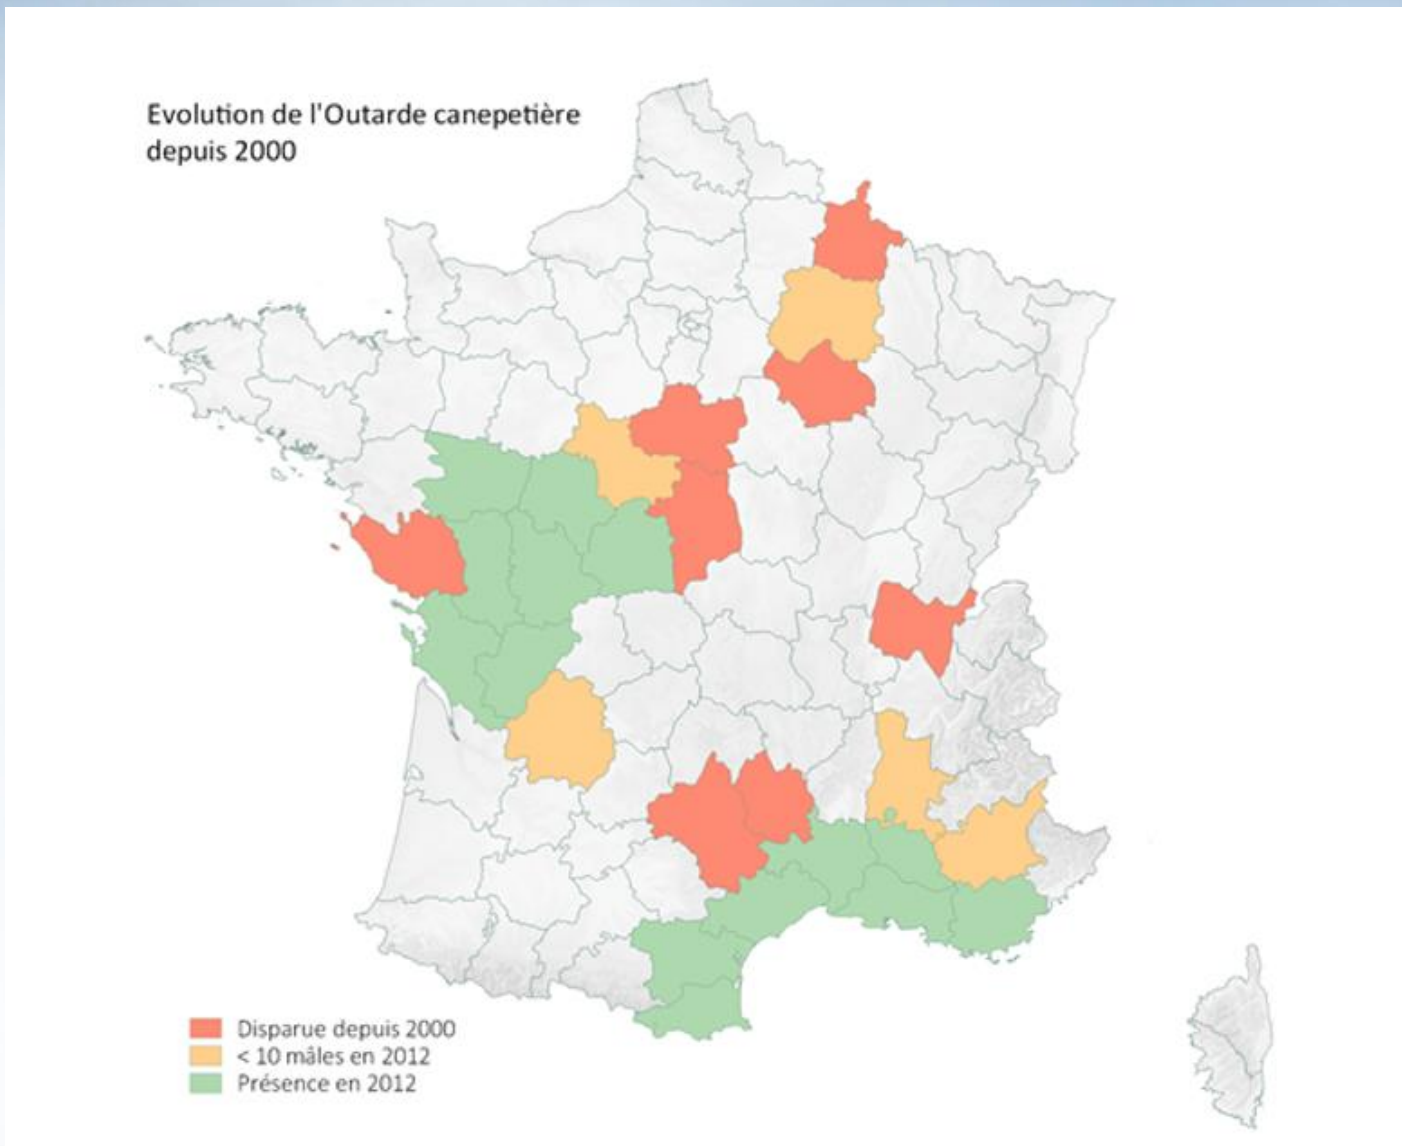 Evolution de l'Outarde canepetière
depuis 2000
Disparue depuis 2000
< 10 mâles en 2012
Présence en 2012